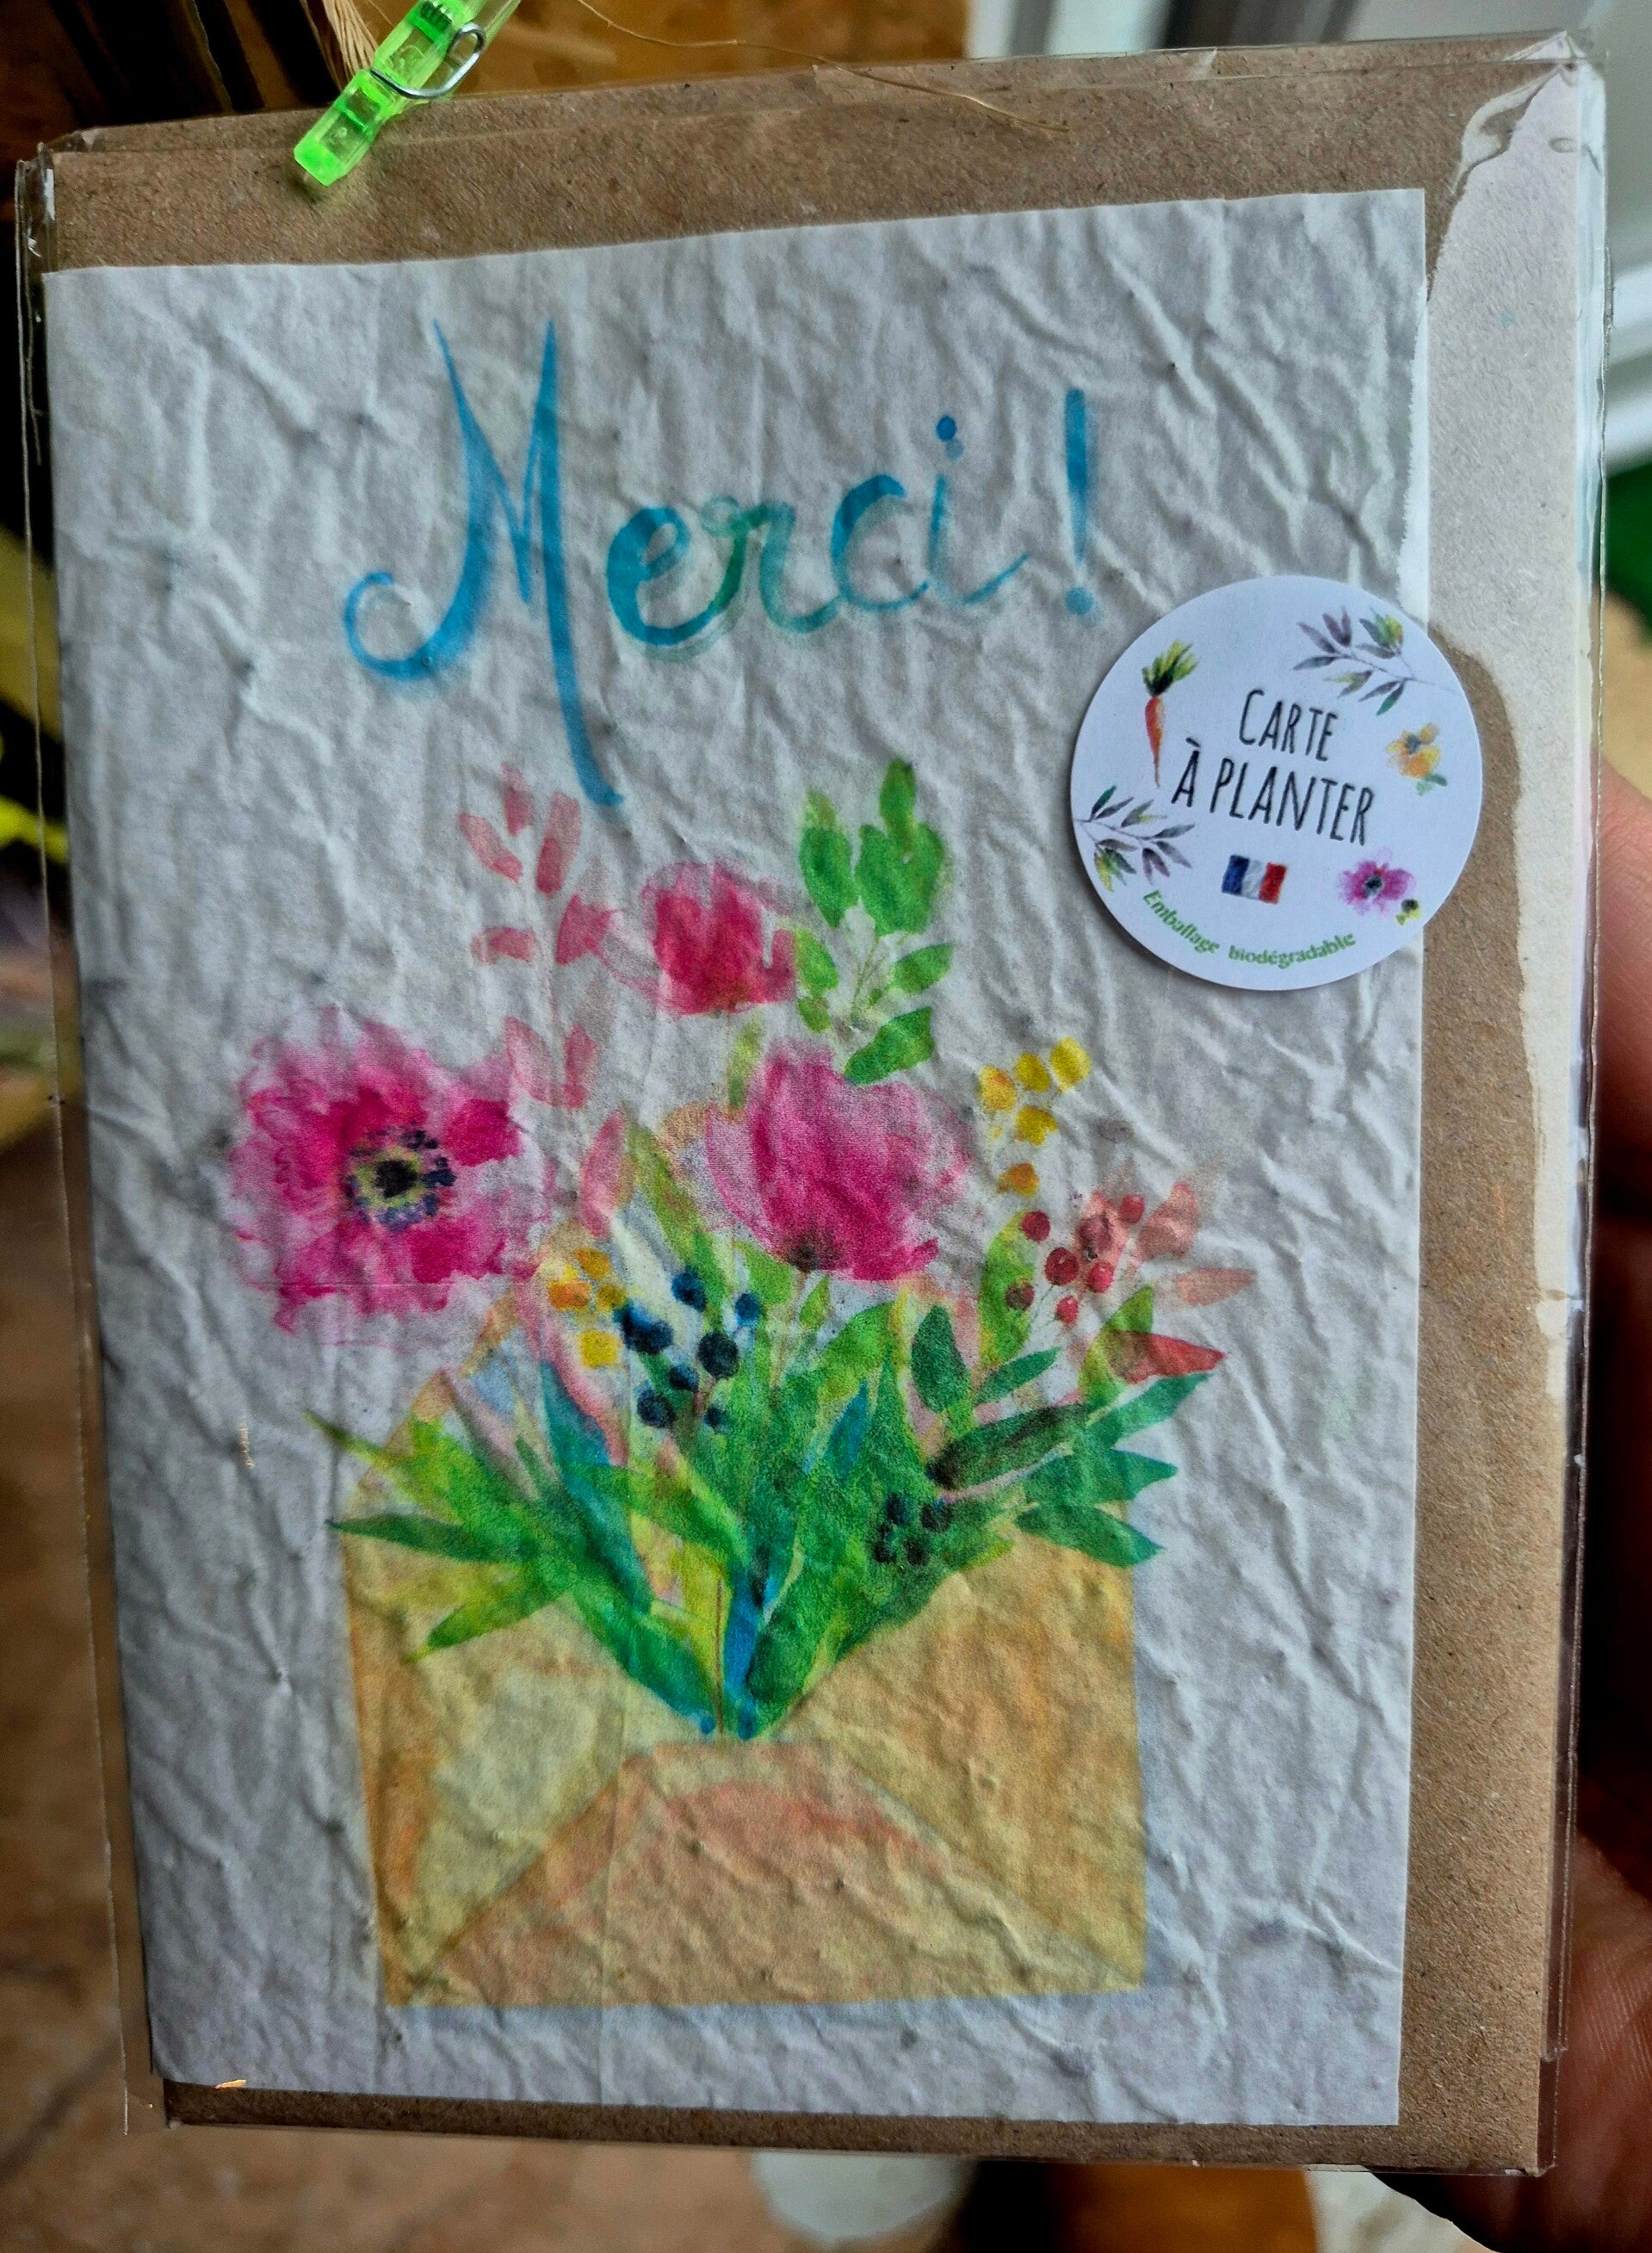 Merci!
CARTE
À PLANTER
Emballage biodégradable